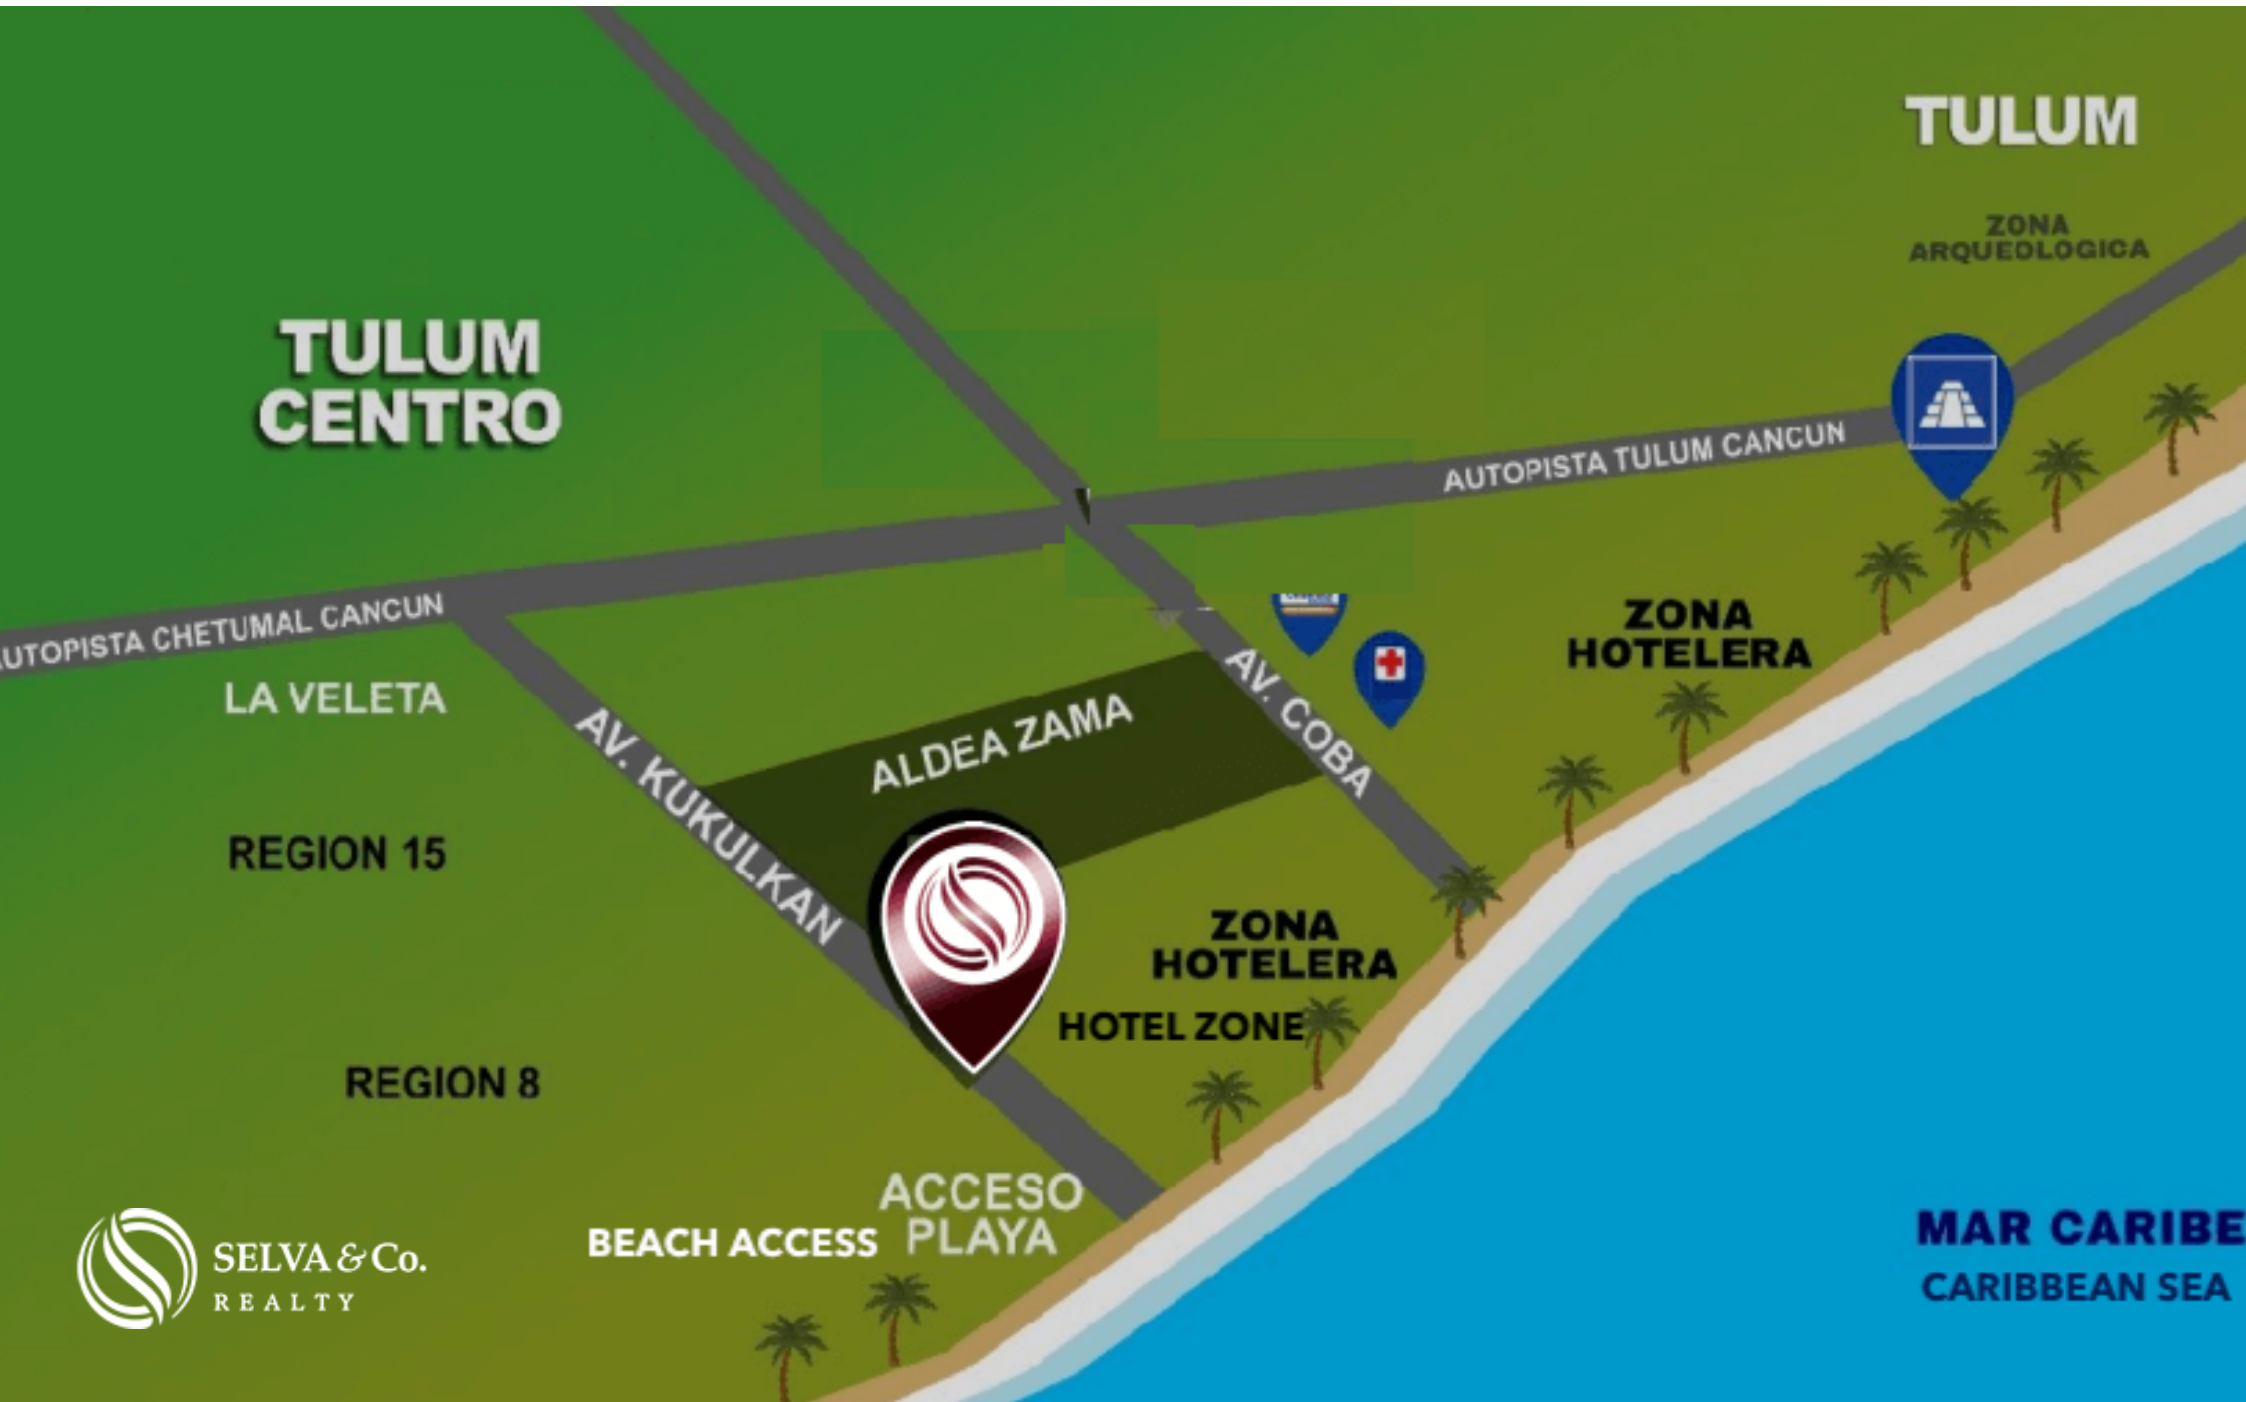 TULUM
ZONA
ARQUEOLOGICA
TULUM
CENTRO
AUTOPISTA TULUM CANCUN
AUTOPISTA CHETUMAL CANCUN
ZONA
HOTELERA
LA VELETA
AV. COBA
ALDEA ZAMA
AV. KUKULKAN
REGION 15
ZONA
HOTELERA
HOTEL ZONE
REGION 8
ACCESO
PLAYA
BEACH ACCESS
MAR CARIBE
CARIBBEAN SEA
SELVA & Co.
REALTY